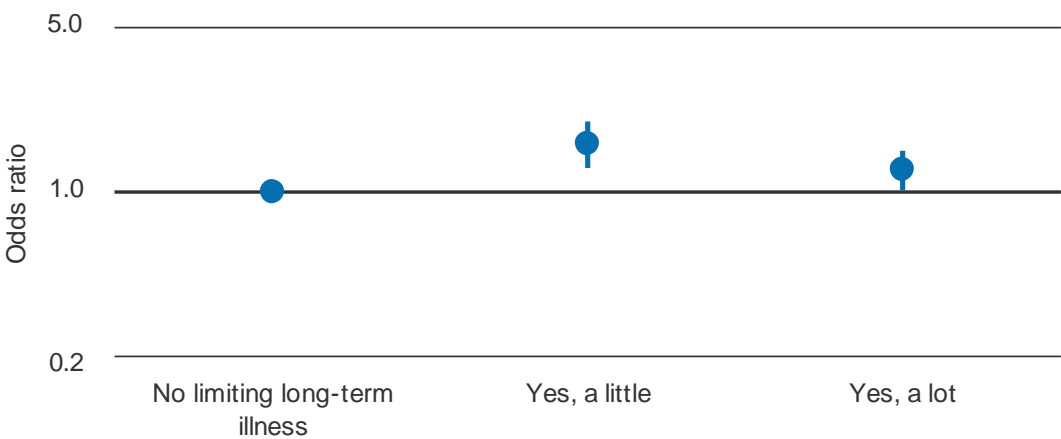 5.0
1.0
0.2
Odds ratio
No limiting long-term
illness
Yes, a little
Yes, a lot